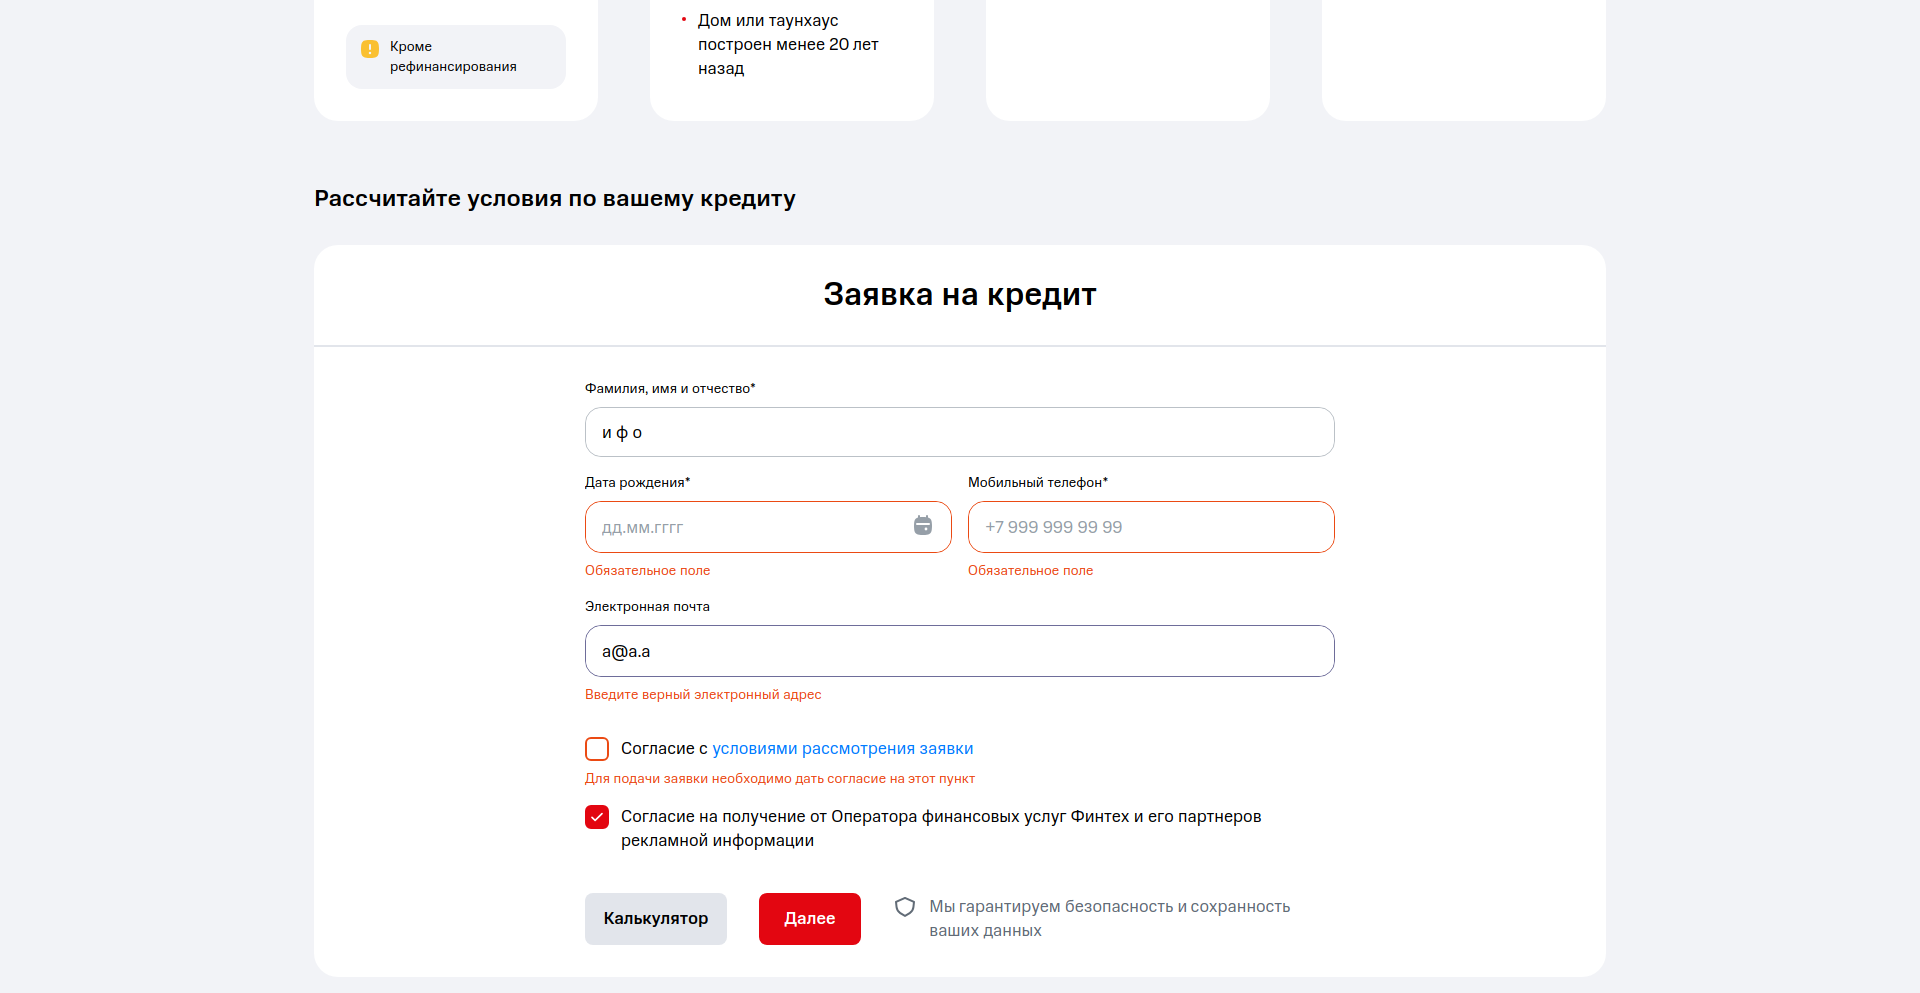 Кроме
рефинансирования
Дом или таунхаус
построен менее 20 лет
назад
Рассчитайте условия по вашему кредиту
Заявка на кредит
Фамилия, имя и отчество*
и ф о
Дата рождения*
Мобильный телефон*
дд.мм.гггг
+7 999 999 99 99
Обязательное поле
Обязательное поле
Электронная почта
a@a.a
Введите верный электронный адрес
Согласие с условиями рассмотрения заявки
Для подачи заявки необходимо дать согласие на этот пункт
Согласие на получение от Оператора финансовых услуг Финтех и его партнеров
рекламной информации
Калькулятор
Далее
Мы гарантируем безопасность и сохранность
ваших данных